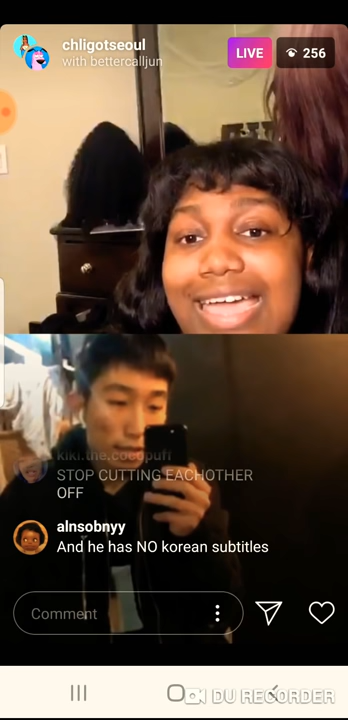 chligotseoul
with bettercalljun
LIVE
256
kiki.the.cocopuff
STOP CUTTING EACHOTHER
OFF
alnsobnyy
And he has NO korean subtitles
Comment
DU RECORDER